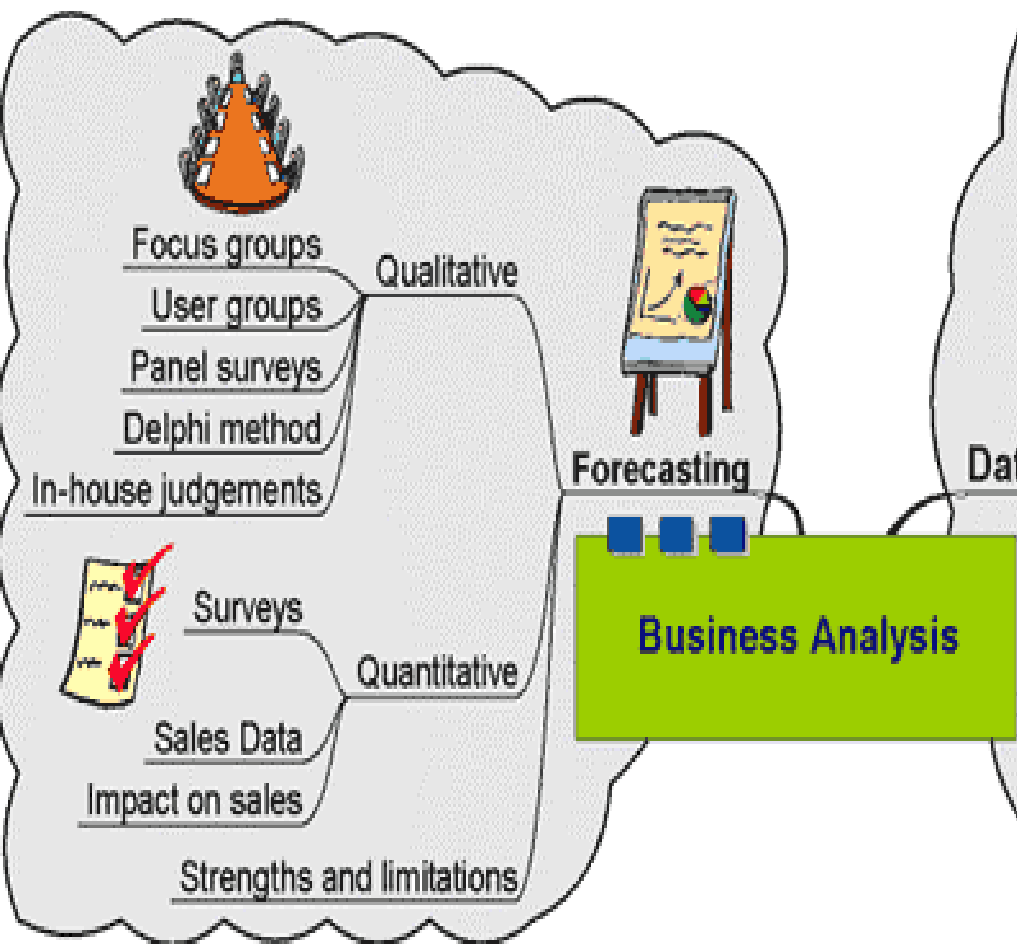 Focus groups
User groups
Panel surveys
Delphi method
In-house judgements
Qualitative
Surveys
Sales Data
Impact on sales
Quantitative
Strengths and limitations
Forecasting
Business Analysis